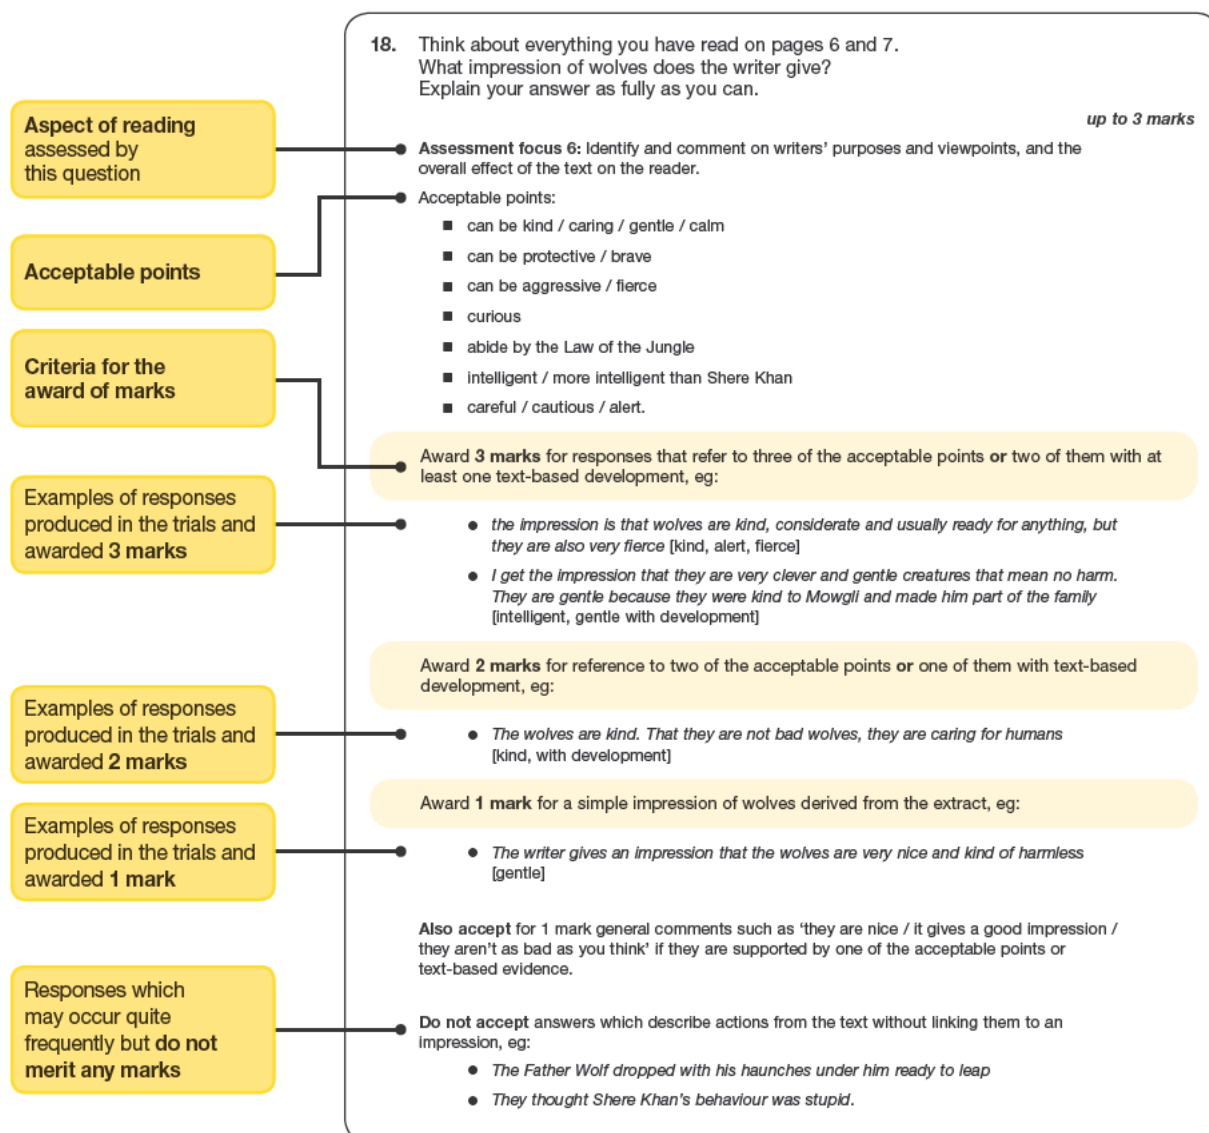 18. Think about everything you have read on pages 6 and 7.
What impression of wolves does the writer give?
Explain your answer as fully as you can.
up to 3 marks
Aspect of reading
assessed by
this question
Assessment focus 6: Identify and comment on writers' purposes and viewpoints, and the
overall effect of the text on the reader.
Acceptable points
Acceptable points:
■ can be kind / caring / gentle / calm
■ can be protective / brave
■ can be aggressive / fierce
■ curious
■ abide by the Law of the Jungle
■ intelligent / more intelligent than Shere Khan
■ careful / cautious / alert.
Criteria for the
award of marks
Award 3 marks for responses that refer to three of the acceptable points or two of them with at
least one text-based development, eg:
Examples of responses
produced in the trials and
awarded 3 marks
● the impression is that wolves are kind, considerate and usually ready for anything, but
they are also very fierce [kind, alert, fierce]
● I get the impression that they are very clever and gentle creatures that mean no harm.
They are gentle because they were kind to Mowgli and made him part of the family
[intelligent, gentle with development]
Award 2 marks for reference to two of the acceptable points or one of them with text-based
development, eg:
Examples of responses
produced in the trials and
awarded 2 marks
● The wolves are kind. That they are not bad wolves, they are caring for humans
[kind, with development]
Award 1 mark for a simple impression of wolves derived from the extract, eg:
Examples of responses
produced in the trials and
awarded 1 mark
● The writer gives an impression that the wolves are very nice and kind of harmless
[gentle]
Also accept for 1 mark general comments such as 'they are nice / it gives a good impression /
they aren't as bad as you think' if they are supported by one of the acceptable points or
text-based evidence.
Responses which
may occur quite
frequently but do not
merit any marks
Do not accept answers which describe actions from the text without linking them to an
impression, eg:
● The Father Wolf dropped with his haunches under him ready to leap
● They thought Shere Khan's behaviour was stupid.